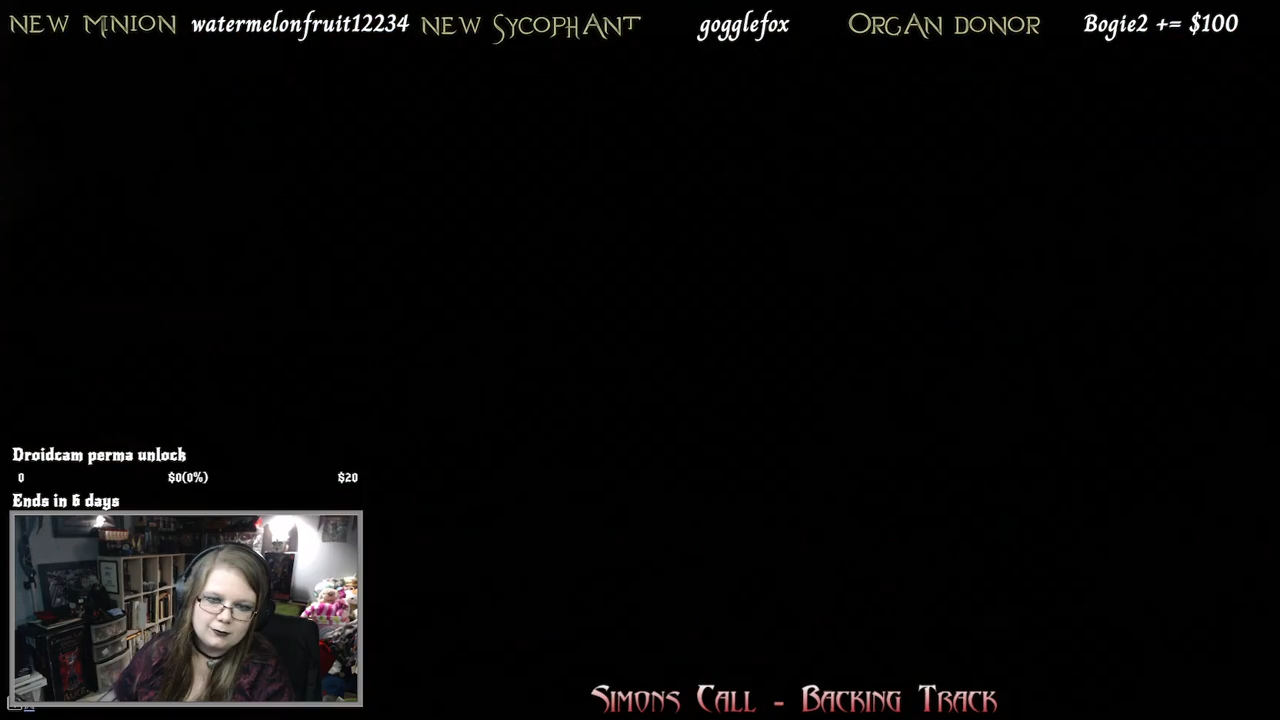 NEW MINION watermelonfruit12234 NEW SYCOPHANT gogglefox ORGAN DONOR Bogie2 += $100
Droidcam perma unlock
0 $0(0%) $20
Ends in 6 days
Simons Call - Backing Track